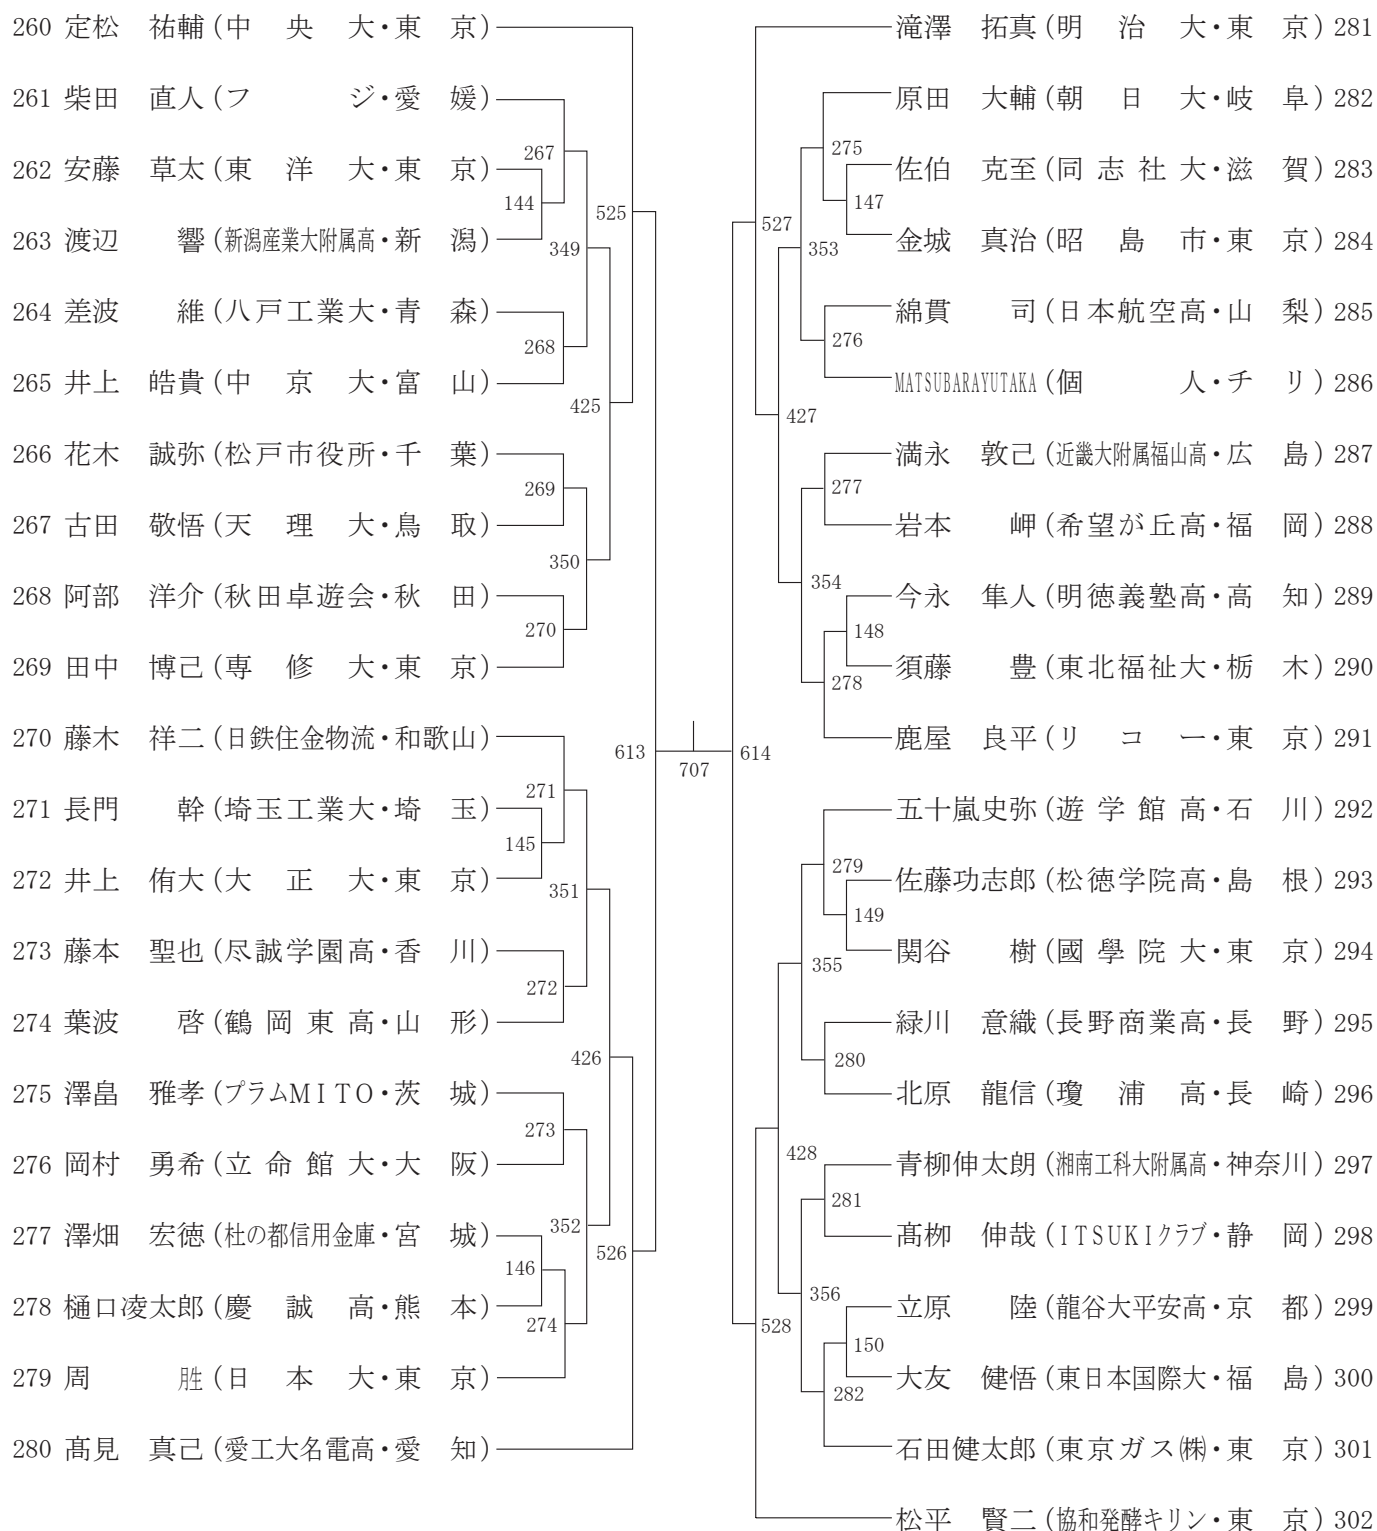 260 定松 祐輔 (中央大・東京)
261 柴田 直人 (フジ・愛媛)
262 安藤 草太 (東洋大・東京)
263 渡辺 響 (新潟産業大附属高・新潟)
264 差波 維 (八戸工業大・青森)
265 井上 皓貴 (中京大・富山)
266 花木 誠弥 (松戸市役所・千葉)
267 古田 敬悟 (天理大・鳥取)
268 阿部 洋介 (秋田卓遊会・秋田)
269 田中 博己 (専修大・東京)
270 藤木 祥二 (日鉄住金物流・和歌山)
271 長門 幹 (埼玉工業大・埼玉)
272 井上 侑大 (大正大・東京)
273 藤本 聖也 (尽誠学園高・香川)
274 葉波 啓 (鶴岡東高・山形)
275 澤畠 雅孝 (プラムMITO・茨城)
276 岡村 勇希 (立命館大・大阪)
277 澤畑 宏徳 (杜の都信用金庫・宮城)
278 樋口凌太郎 (慶誠高・熊本)
279 周 胜 (日本大・東京)
280 髙見 真己 (愛工大名電高・愛知)
267
144
349
268
525
425
269
350
270
271
145
351
272
426
273
352
146
274
526
613
707
614
滝澤 拓真 (明治大・東京) 281
原田 大輔 (朝日大・岐阜) 282
佐伯 克至 (同志社大・滋賀) 283
金城 真治 (昭島市・東京) 284
綿貫 司 (日本航空高・山梨) 285
MATSUBARAYUTAKA (個人・チリ) 286
満永 敦己 (近畿大附属福山高・広島) 287
岩本 岬 (希望が丘高・福岡) 288
今永 隼人 (明徳義塾高・高知) 289
須藤 豊 (東北福祉大・栃木) 290
鹿屋 良平 (リコー・東京) 291
五十嵐史弥 (遊学館高・石川) 292
佐藤功志郎 (松徳学院高・島根) 293
関谷 樹 (國學院大・東京) 294
緑川 意織 (長野商業高・長野) 295
北原 龍信 (瓊浦高・長崎) 296
青柳伸太朗 (湘南工科大附属高・神奈川) 297
髙栁 伸哉 (ITSUKIクラブ・静岡) 298
立原 陸 (龍谷大平安高・京都) 299
大友 健悟 (東日本国際大・福島) 300
石田健太郎 (東京ガス㈱・東京) 301
松平 賢二 (協和発酵キリン・東京) 302
275
147
527
353
276
427
277
354
148
278
279
149
355
280
428
281
356
528
150
282